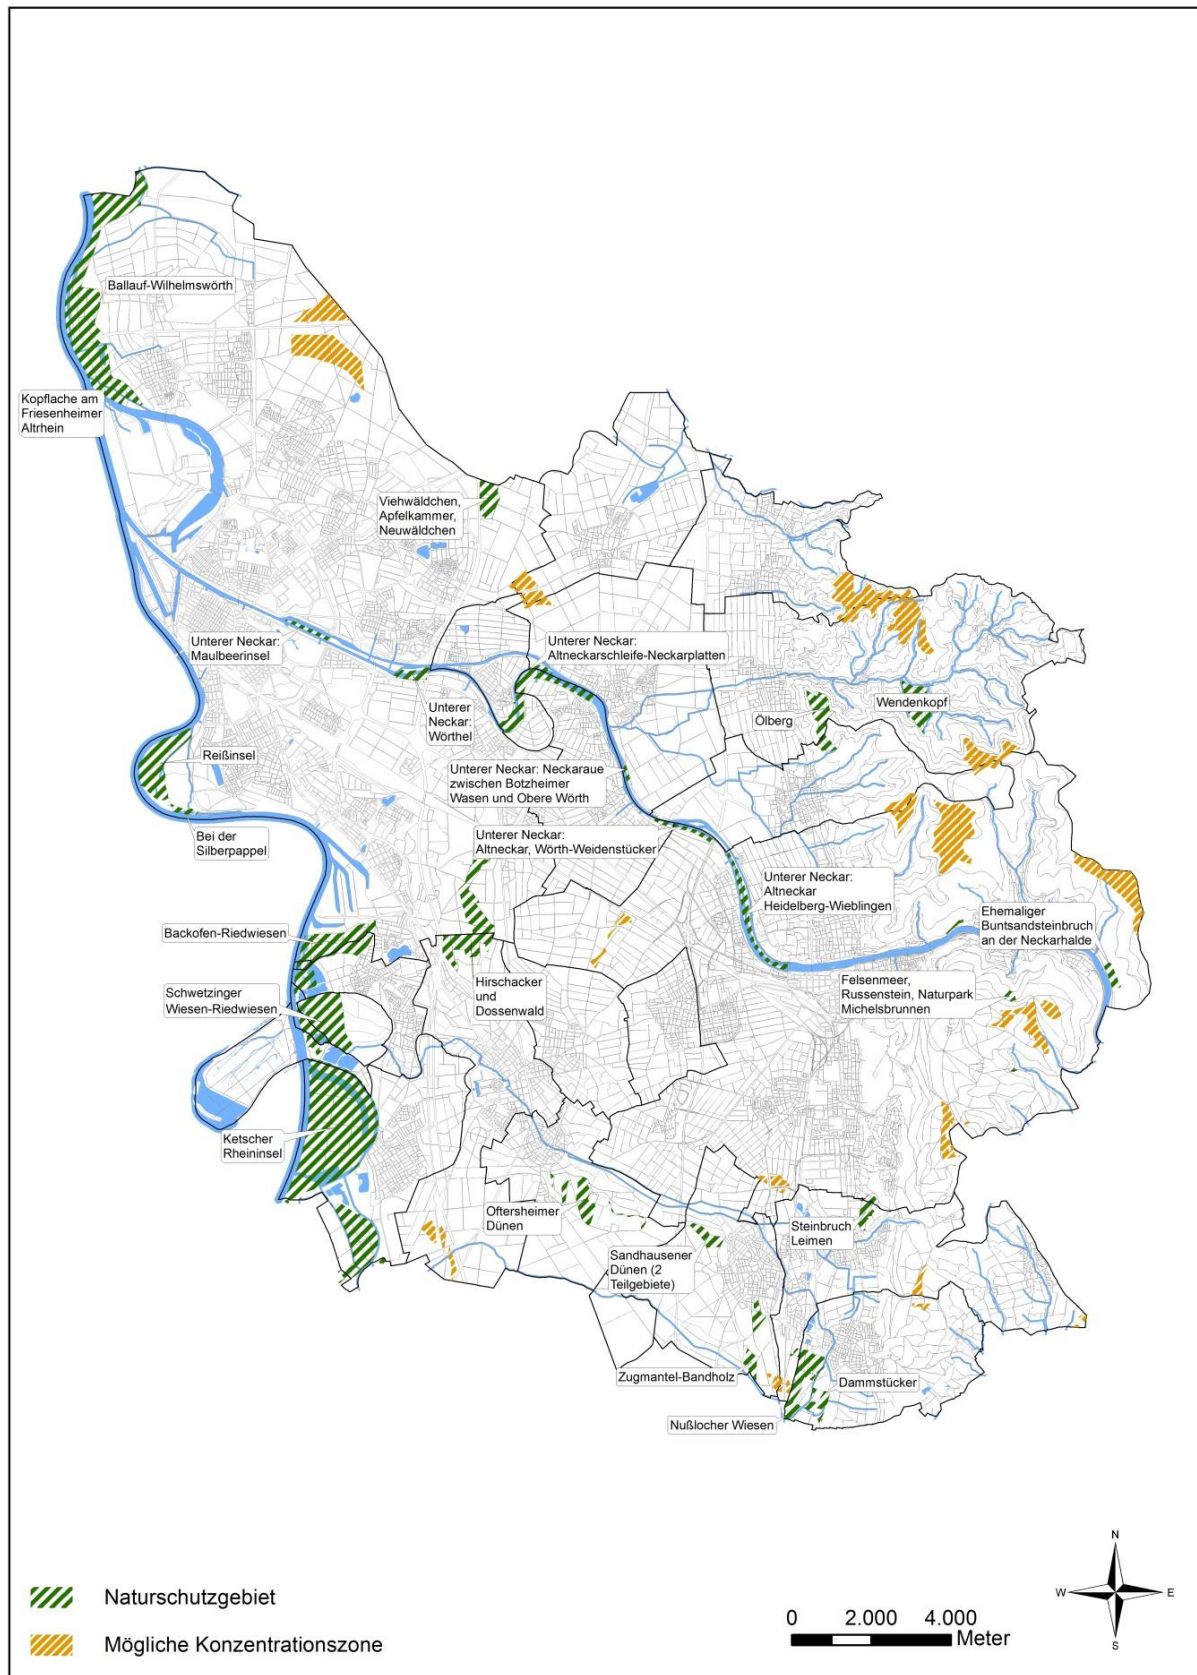 Ballauf-Wilhelmswörth
Kopflache am
Friesenheimer
Altrhein
Viehwäldchen,
Apfelkammer,
Neuwäldchen
Unterer Neckar:
Maulbeerinsel
Unterer Neckar:
Altneckarschleife-Neckarplatten
Unterer
Neckar:
Wörthel
Ölberg
Wendenkopf
Reißinsel
Unterer Neckar: Neckaraue
zwischen Botzheimer
Wasen und Obere Wörth
Bei der
Silberpappel
Unterer Neckar:
Altneckar, Wörth-Weidenstücker
Unterer Neckar:
Altneckar
Heidelberg-Wieblingen
Ehemaliger
Buntsandsteinbruch
an der Neckarhalde
Backofen-Riedwiesen
Hirschacker
und
Dossenwald
Felsenmeer,
Russenstein, Naturpark
Michelsbrunnen
Schwetzinger
Wiesen-Riedwiesen
Ketscher
Rheininsel
Oftersheimer
Dünen
Steinbruch
Leimen
Sandhausener
Dünen (2
Teilgebiete)
Zugmantel-Bandholz
Dammstücker
Nußlocher Wiesen
Naturschutzgebiet
Mögliche Konzentrationszone
0 2.000 4.000
Meter
N
W E
S